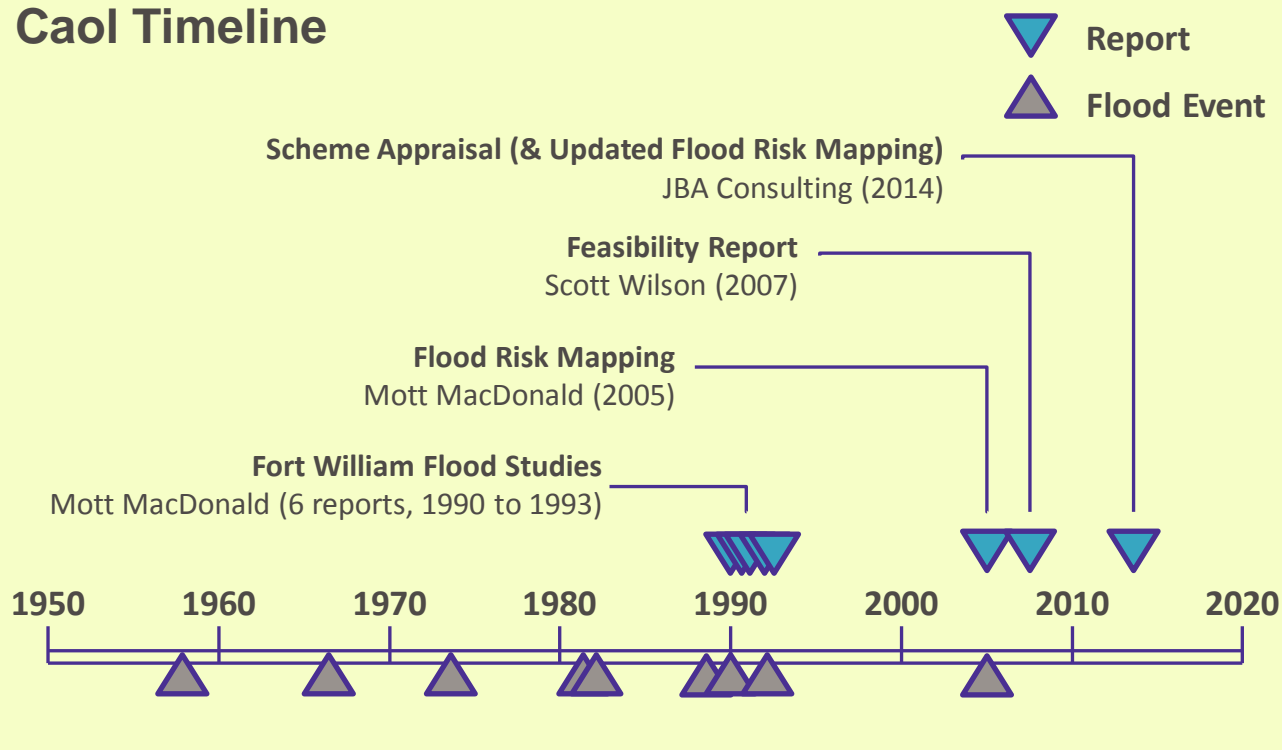 Caol Timeline
Report
Flood Event
Scheme Appraisal (& Updated Flood Risk Mapping)
JBA Consulting (2014)
Feasibility Report
Scott Wilson (2007)
Flood Risk Mapping
Mott MacDonald (2005)
Fort William Flood Studies
Mott MacDonald (6 reports, 1990 to 1993)
1950 1960 1970 1980 1990 2000 2010 2020